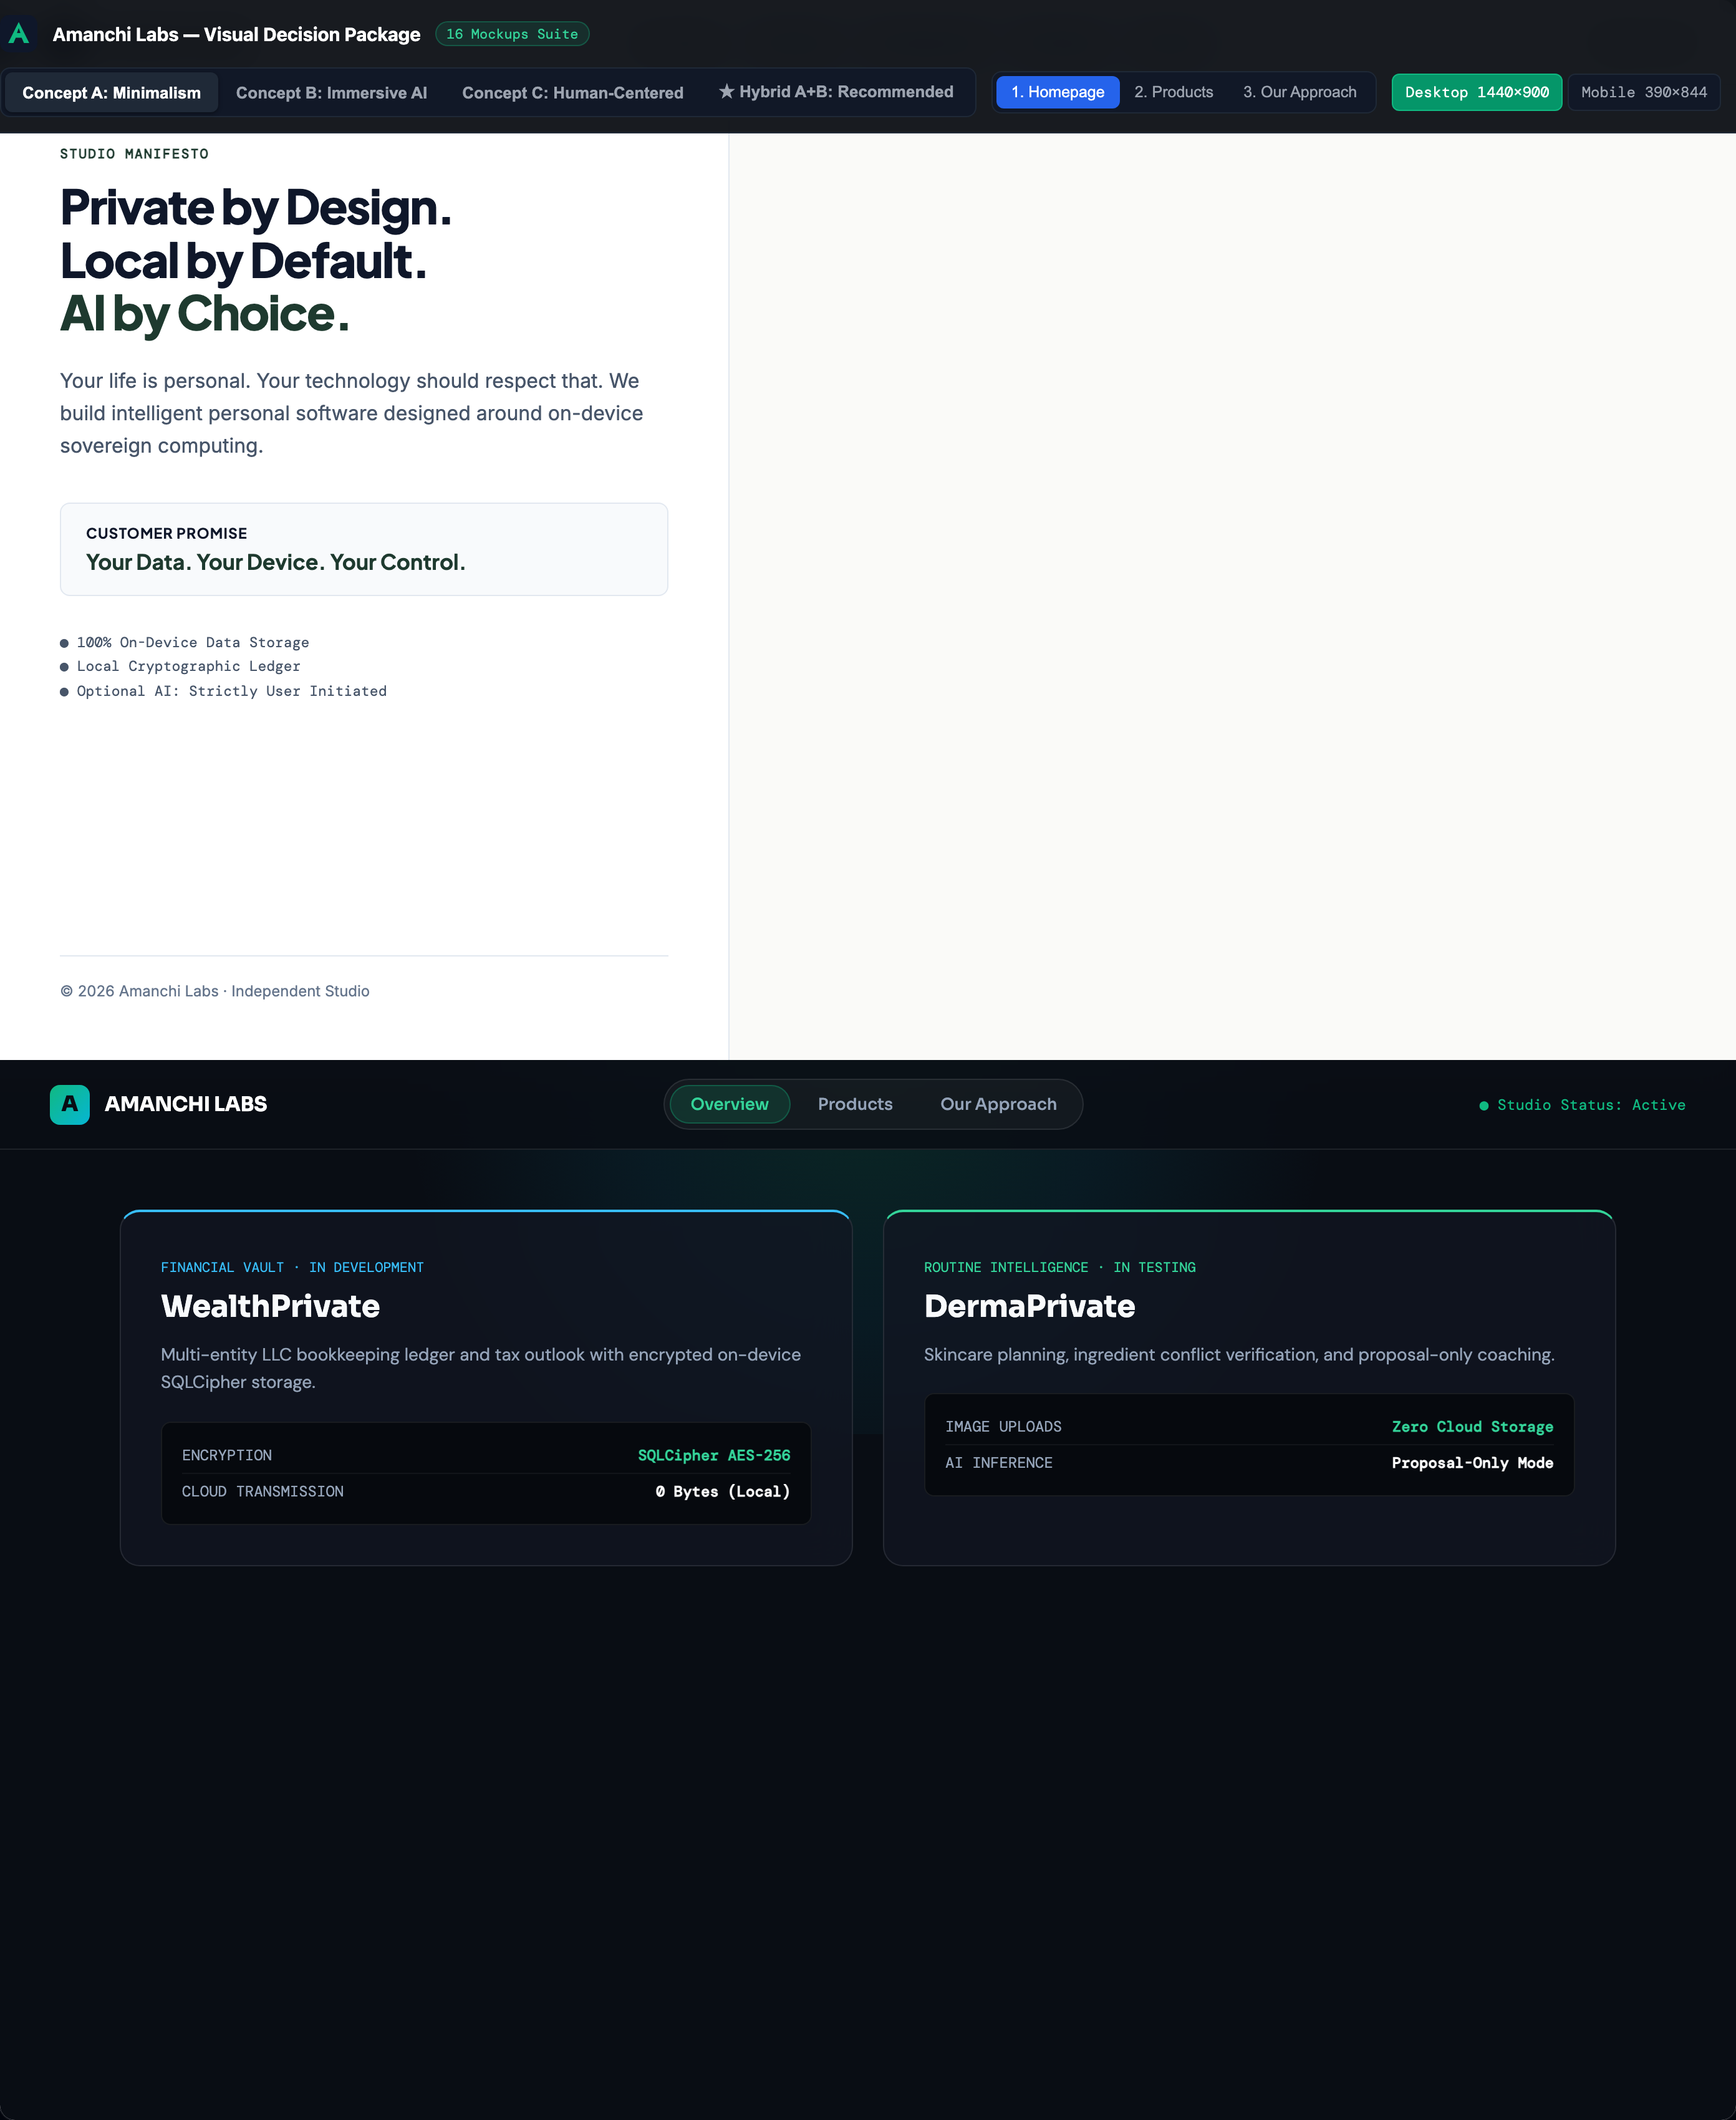 Amanchi Labs — Visual Decision Package
16 Mockups Suite
Concept A: Minimalism
Concept B: Immersive AI
Concept C: Human-Centered
★ Hybrid A+B: Recommended
1. Homepage
2. Products
3. Our Approach
Desktop 1440×900
Mobile 390×844
STUDIO MANIFESTO
Private by Design.
Local by Default.
AI by Choice.
Your life is personal. Your technology should respect that. We
build intelligent personal software designed around on-device
sovereign computing.
CUSTOMER PROMISE
Your Data. Your Device. Your Control.
● 100% On-Device Data Storage
● Local Cryptographic Ledger
● Optional AI: Strictly User Initiated
© 2026 Amanchi Labs · Independent Studio
A
AMANCHI LABS
Overview
Products
Our Approach
● Studio Status: Active
FINANCIAL VAULT · IN DEVELOPMENT
WealthPrivate
Multi-entity LLC bookkeeping ledger and tax outlook with encrypted on-device
SQLCipher storage.
ENCRYPTION
SQLCipher AES-256
CLOUD TRANSMISSION
0 Bytes (Local)
ROUTINE INTELLIGENCE · IN TESTING
DermaPrivate
Skincare planning, ingredient conflict verification, and proposal-only coaching.
IMAGE UPLOADS
Zero Cloud Storage
AI INFERENCE
Proposal-Only Mode